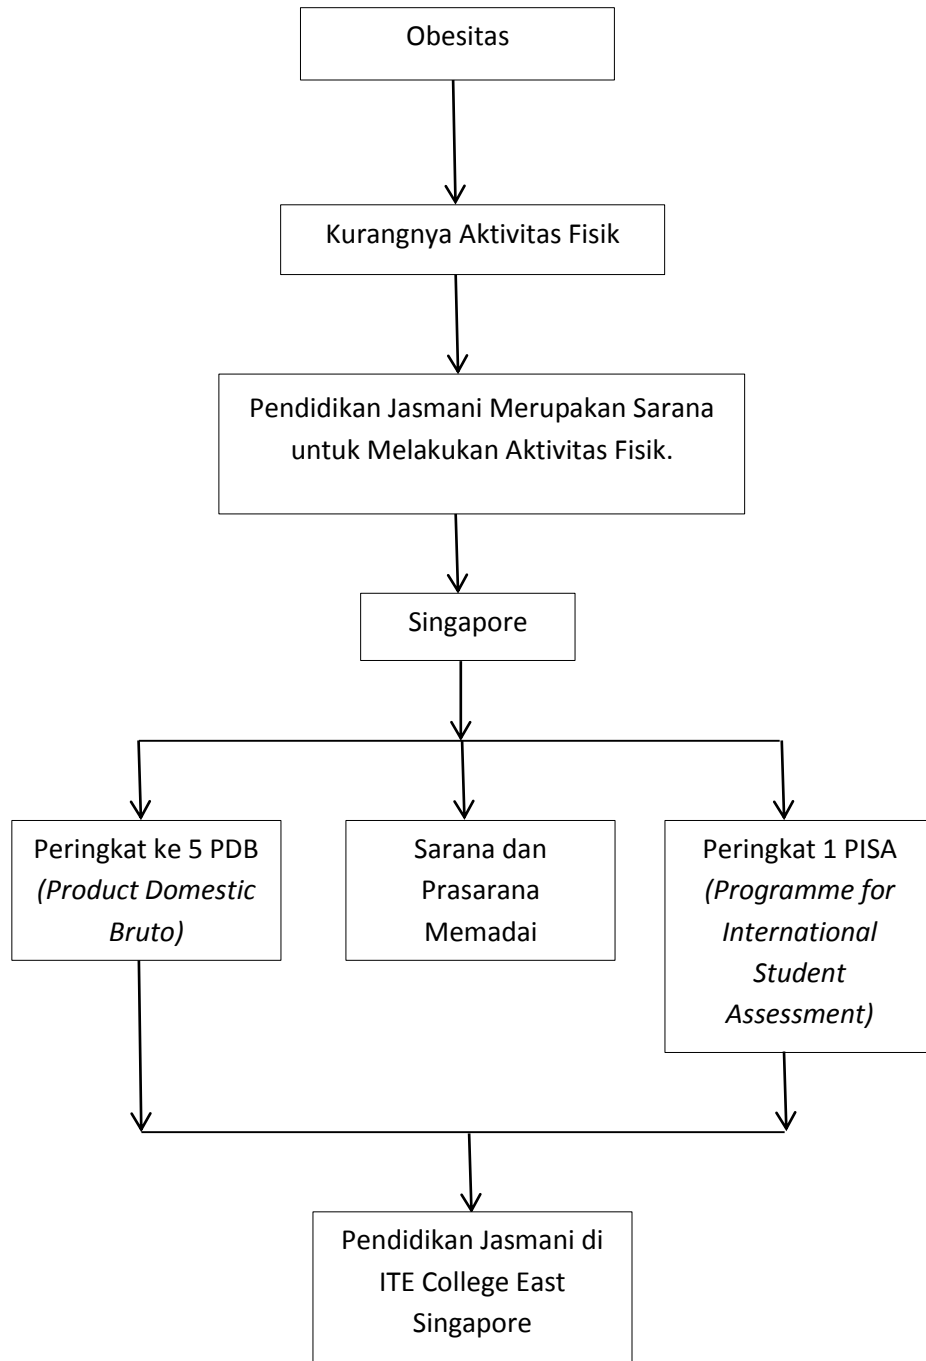 Obesitas
Kurangnya Aktivitas Fisik
Pendidikan Jasmani Merupakan Sarana
untuk Melakukan Aktivitas Fisik.
Singapore
Peringkat ke 5 PDB
(Product Domestic
Bruto)
Sarana dan
Prasarana
Memadai
Peringkat 1 PISA
(Programme for
International
Student
Assessment)
Pendidikan Jasmani di
ITE College East
Singapore